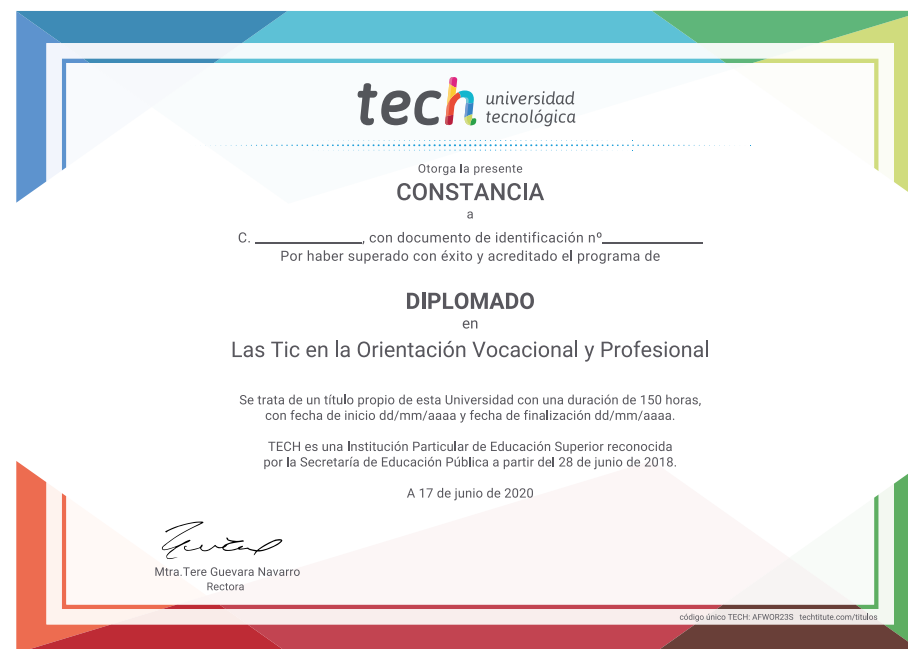 tech universidad
tecnológica
Otorga la presente
CONSTANCIA
a
C. ______________, con documento de identificación nº_____________
Por haber superado con éxito y acreditado el programa de
DIPLOMADO
en
Las Tic en la Orientación Vocacional y Profesional
Se trata de un título propio de esta Universidad con una duración de 150 horas,
con fecha de inicio dd/mm/aaaa y fecha de finalización dd/mm/aaaa.
TECH es una Institución Particular de Educación Superior reconocida
por la Secretaría de Educación Pública a partir del 28 de junio de 2018.
A 17 de junio de 2020
Mtra.Tere Guevara Navarro
Rectora
código único TECH: AFWOR23S techtitute.com/titulos